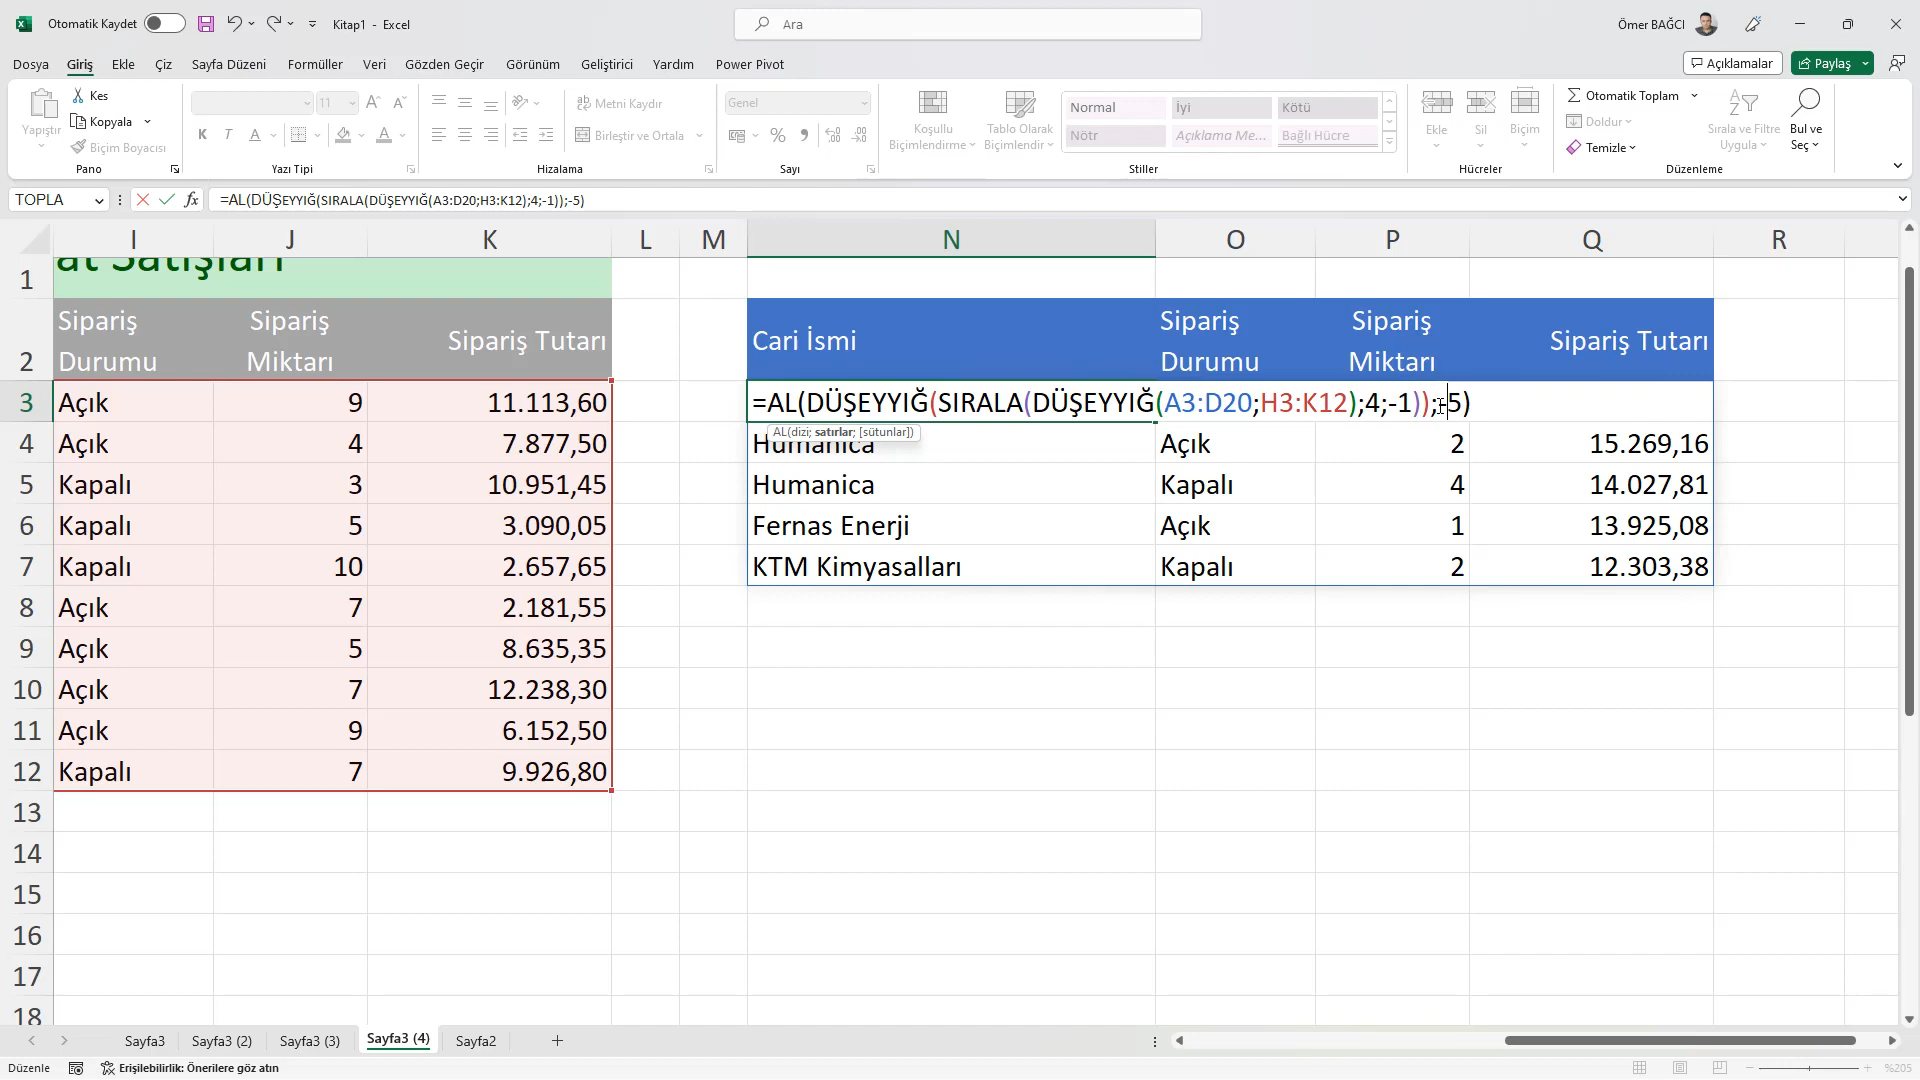 Otomatik Kaydet
Kitap1 - Excel
Ara
Ömer BAĞCI
Dosya Giriş Ekle Çiz Sayfa Düzeni Formüller Veri Gözden Geçir Görünüm Geliştirici Yardım Power Pivot
Açıklamalar
Paylaş
Yapıştır
Kes
Kopyala
Biçim Boyacısı
Pano
11
K T A
Yazı Tipi
Metni Kaydır
Birleştir ve Ortala
Hizalama
Genel
Sayı
Koşullu
Biçimlendirme
Tablo Olarak
Biçimlendir
Normal İyi Kötü
Nötr Açıklama Me... Bağlı Hücre
Stiller
Ekle Sil Biçim
Hücreler
Otomatik Toplam
Doldur
Temizle
Sırala ve Filtre
Uygula
Bul ve
Seç
Düzenleme
TOPLA
fx
=AL(DÜŞEYYIĞ(SIRALA(DÜŞEYYIĞ(A3:D20;H3:K12);4;-1));-5)
I J K L M N O P Q R
1
at Satışları
2 Sipariş Durumu Sipariş Miktarı Sipariş Tutarı Cari İsmi Sipariş Durumu Sipariş Miktarı Sipariş Tutarı
3 Açık 9 11.113,60 =AL(DÜŞEYYIĞ(SIRALA(DÜŞEYYIĞ(A3:D20;H3:K12);4;-1));-5)
AL(dizi; satırlar; [sütunlar])
4 Açık 4 7.877,50 Humanica Açık 2 15.269,16
5 Kapalı 3 10.951,45 Humanica Kapalı 4 14.027,81
6 Kapalı 5 3.090,05 Fernas Enerji Açık 1 13.925,08
7 Kapalı 10 2.657,65 KTM Kimyasalları Kapalı 2 12.303,38
8 Açık 7 2.181,55
9 Açık 5 8.635,35
10 Açık 7 12.238,30
11 Açık 9 6.152,50
12 Kapalı 7 9.926,80
13
14
15
16
17
18
Sayfa3 Sayfa3 (2) Sayfa3 (3) Sayfa3 (4) Sayfa2
Düzenle
Erişilebilirlik: Önerilere göz atın
%205